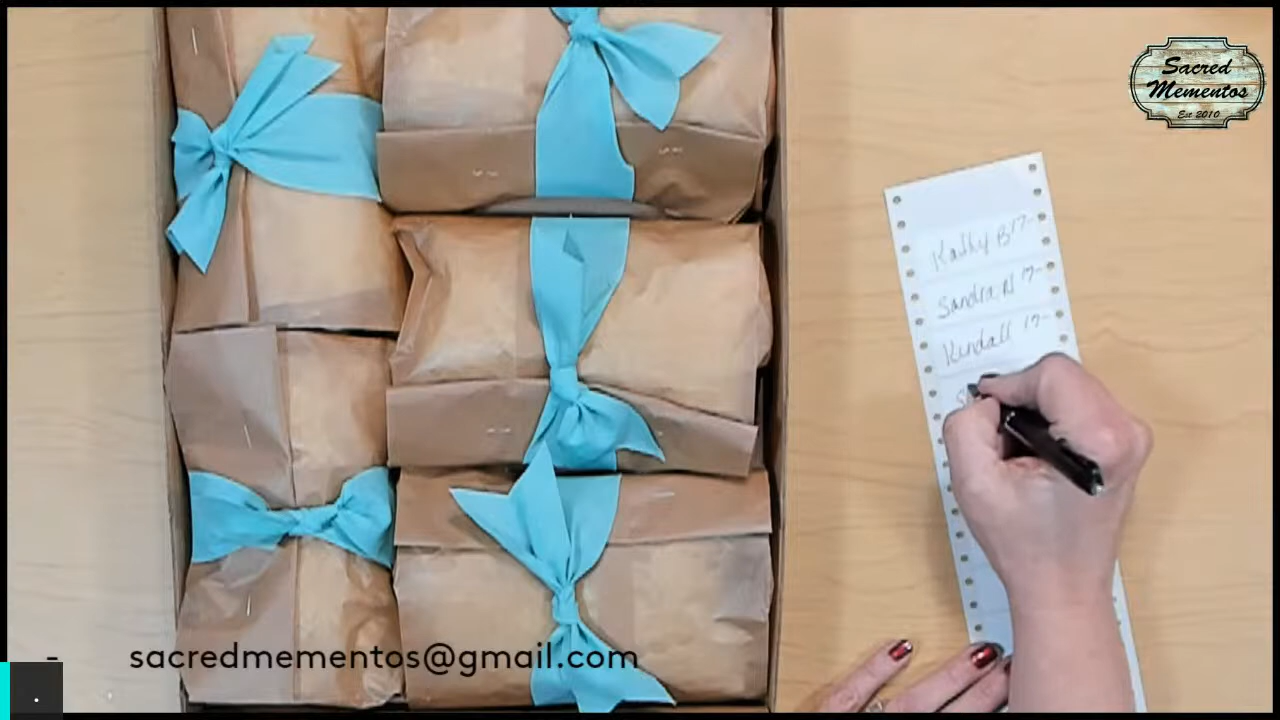 Sacred
Mementos
Est 2010
Kathy B 17-
Sandra 17-
Kendall 17-
S
- sacredmementos@gmail.com
.